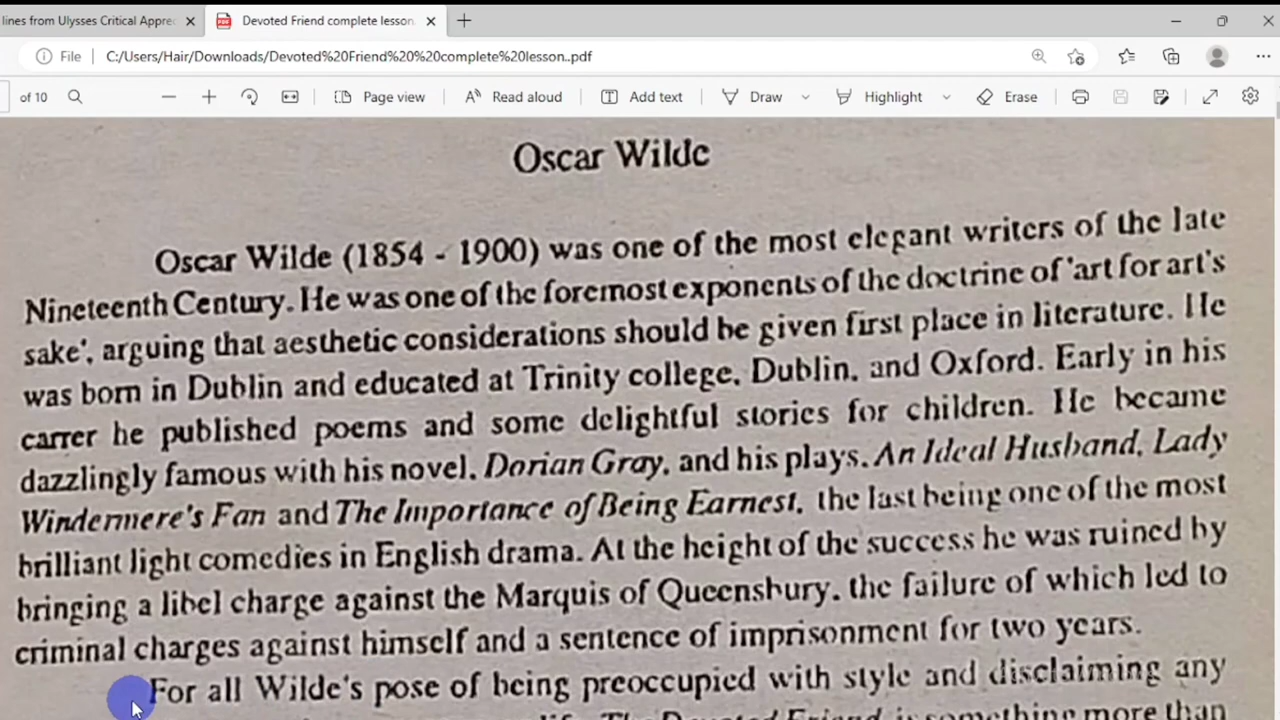 lines from Ulysses Critical Apprec
Devoted Friend complete lesson.
File C:/Users/Hair/Downloads/Devoted%20Friend%20%20complete%20lesson..pdf
of 10 Page view Read aloud Add text Draw Highlight Erase
Oscar Wilde
Oscar Wilde (1854 - 1900) was one of the most elegant writers of the late
Nineteenth Century. He was one of the foremost exponents of the doctrine of 'art for art's
sake', arguing that aesthetic considerations should be given first place in literature. He
was born in Dublin and educated at Trinity college, Dublin, and Oxford. Early in his
carrer he published poems and some delightful stories for children. He became
dazzlingly famous with his novel, Dorian Gray, and his plays, An Ideal Husband, Lady
Windermere's Fan and The Importance of Being Earnest, the last being one of the most
brilliant light comedies in English drama. At the height of the success he was ruined by
bringing a libel charge against the Marquis of Queensbury, the failure of which led to
criminal charges against himself and a sentence of imprisonment for two years.
For all Wilde's pose of being preoccupied with style and disclaiming any
life, The Devoted Friend is something more than